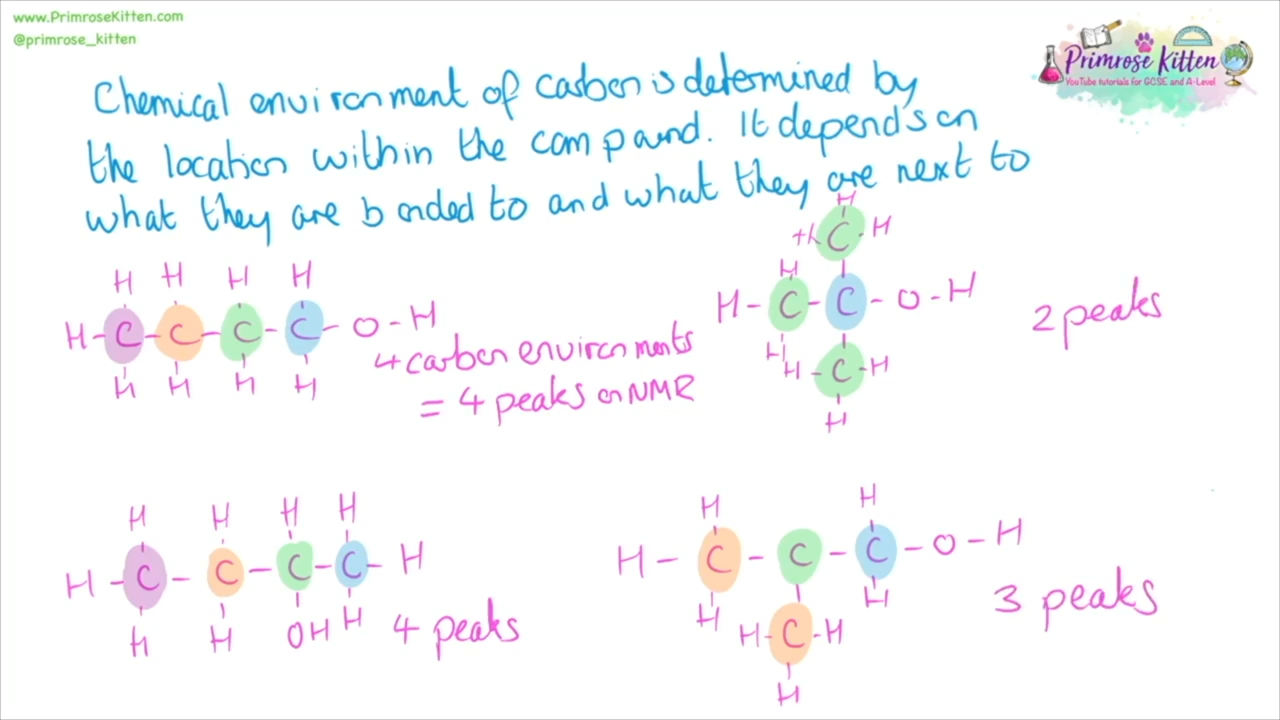 www.PrimroseKitten.com
@primrose_kitten
Primrose Kitten
YouTube tutorials for GCSE and A-Level
Chemical environment of carbon is determined by
the location within the compound. It depends on
what they are bonded to and what they are next to
H H H H
H-C-C-C-C-O-H
H H H H
4 carbon environments
= 4 peaks on NMR
H
H C-H
H
H-C-C-O-H
H
H-C-H
H
2 peaks
H H H H
H-C-C-C-C-H
H H OH H
4 peaks
H H
H-C-C-C-O-H
H H
H-C-H
H
3 peaks